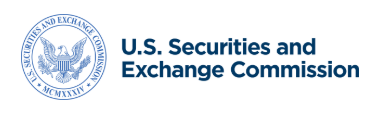 U.S. SECURITIES AND EXCHANGE COMMISSION
MCMXXXIV
U.S. Securities and
Exchange Commission